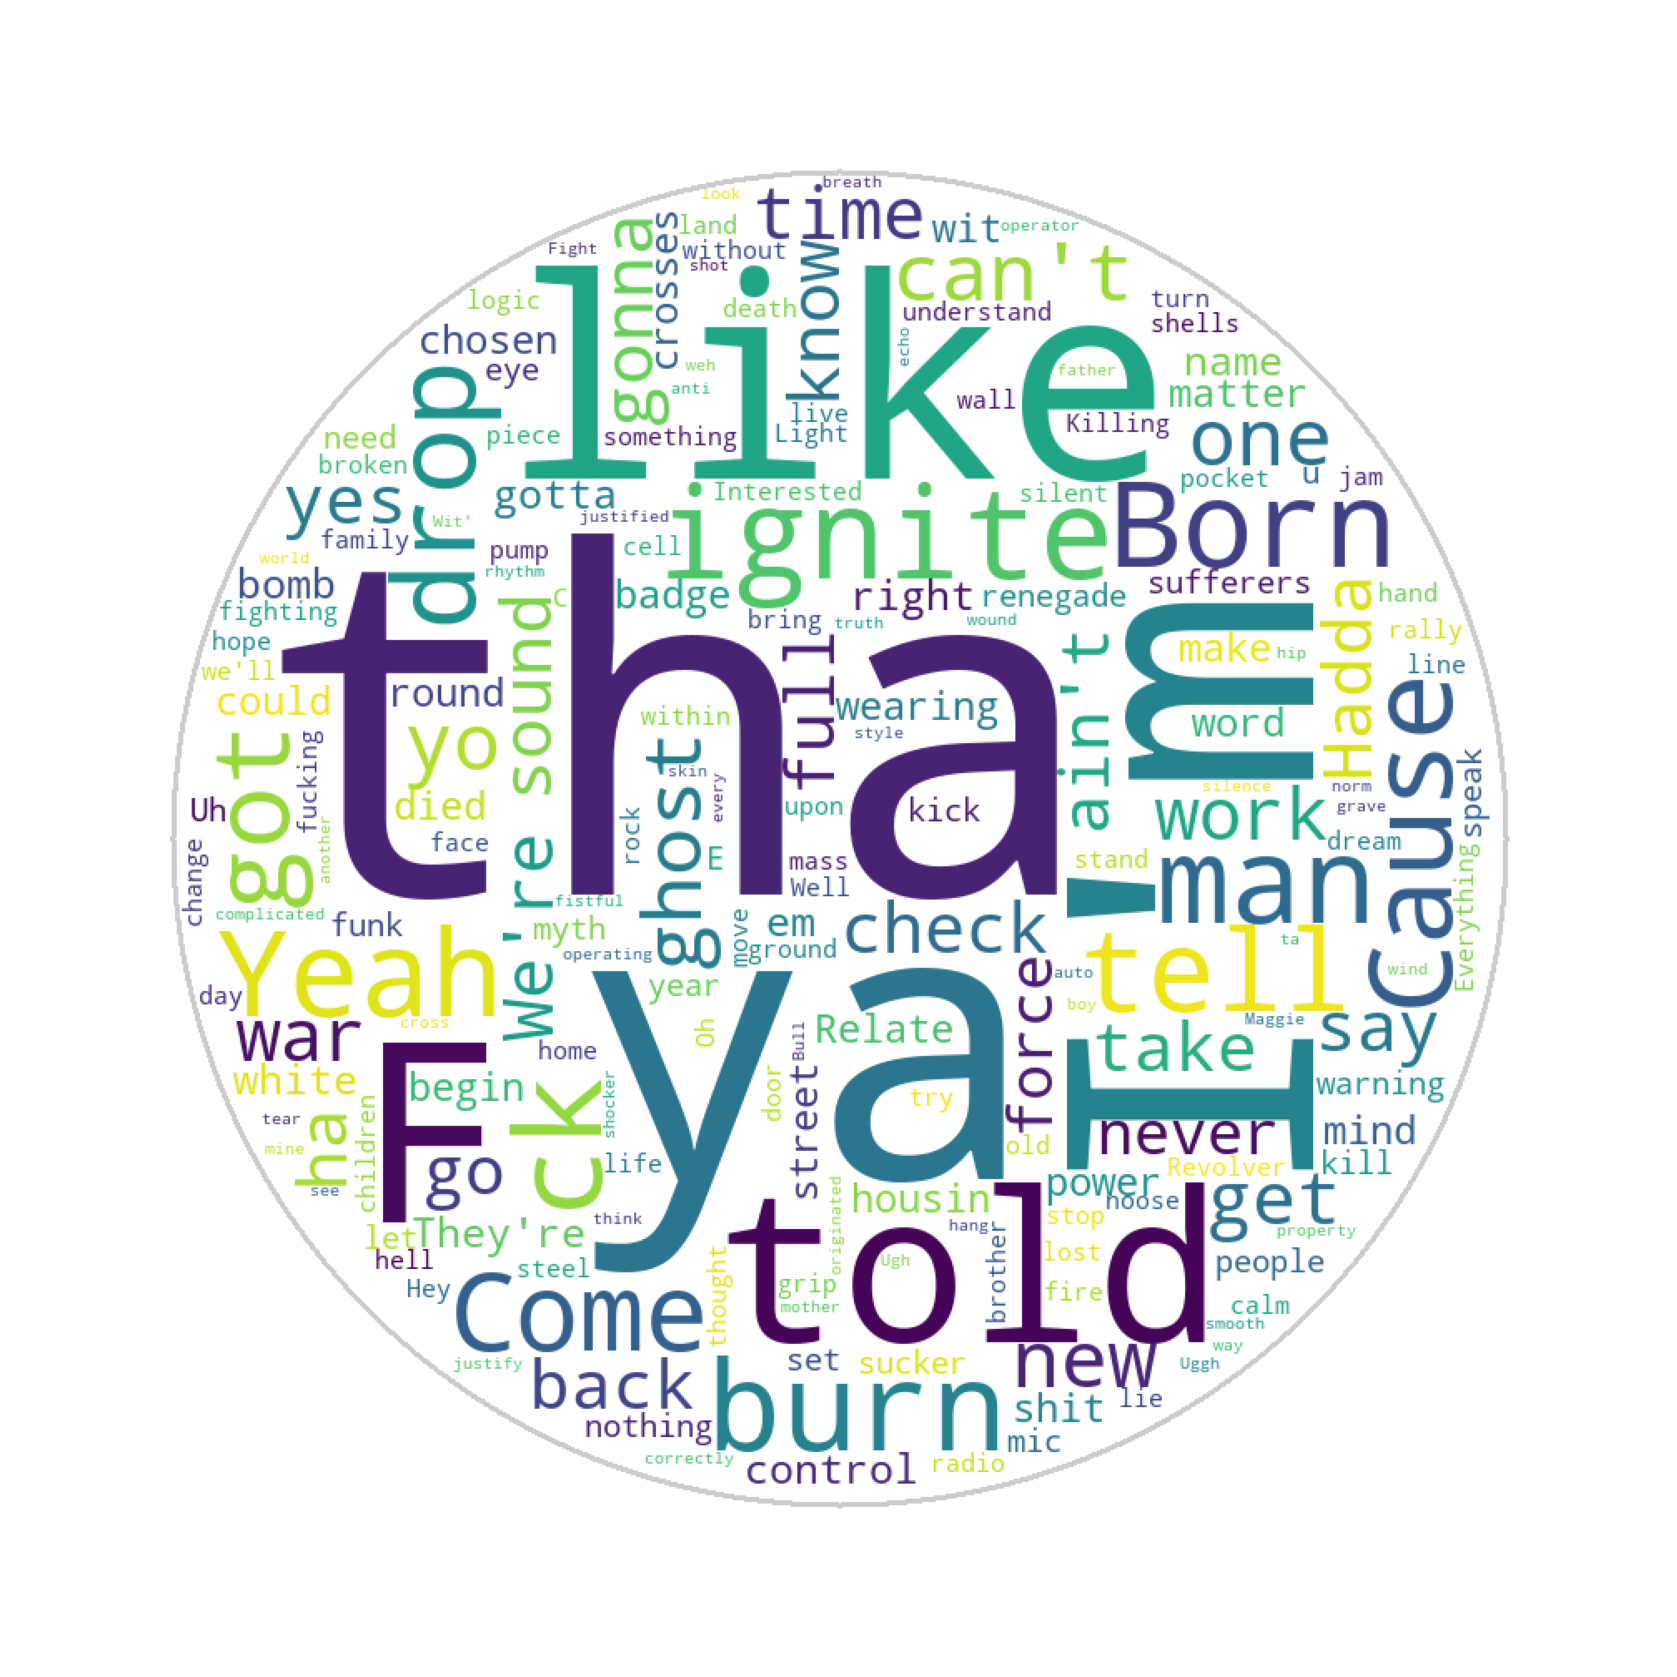 breath
look
time
land
wit
operator
gonna
crosses
Fight
without
shot
know
can't
like
logic
death
understand
turn
shells
chosen
eye
weh
anti
echo
father
name
matter
drop
need
broken
piece
something
live
Light
wall
Killing
one
pocket
u
jam
yes
gotta
Interested
silent
Born
Wit'
justified
ignite
family
pump
cell
rhythm
world
bomb
fighting
hope
we'll
could
round
We're sound
C
badge
bring
right
truth
renegade
wound
sufferers
Hadda
hand
rally
line
tha
full
ain't
I'm
make
hip
word
wearing
style
within
got
yo
ghost
skin
every
Cause
speak
Uh
fucking
died
face
another
change
rock
upon
kick
silence
norm
grave
work
dream
E
mass
Well
stand
man
Everything
complicated
funk
fistful
myth
operating
em
move
ground
check
ta
tell
wind
Yeah
day
cross
year
ya
force
auto
boy
Maggie
war
home
Oh
Relate
Bull
take
say
white
begin
ck
shocker
door
street
try
warning
F
tear
mine
see
ha
children
go
life
old
never
mind
kill
Revolver
power
noose
get
think
originated
housin
hang
stop
property
let
They're
hell
steel
Hey
thought
grip
mother
Ugh
told
brother
lost
fire
people
calm
smooth
way
Come
justify
set
sucker
new
Uggh
back
burn
lie
shit
nothing
mic
correctly
control
radio